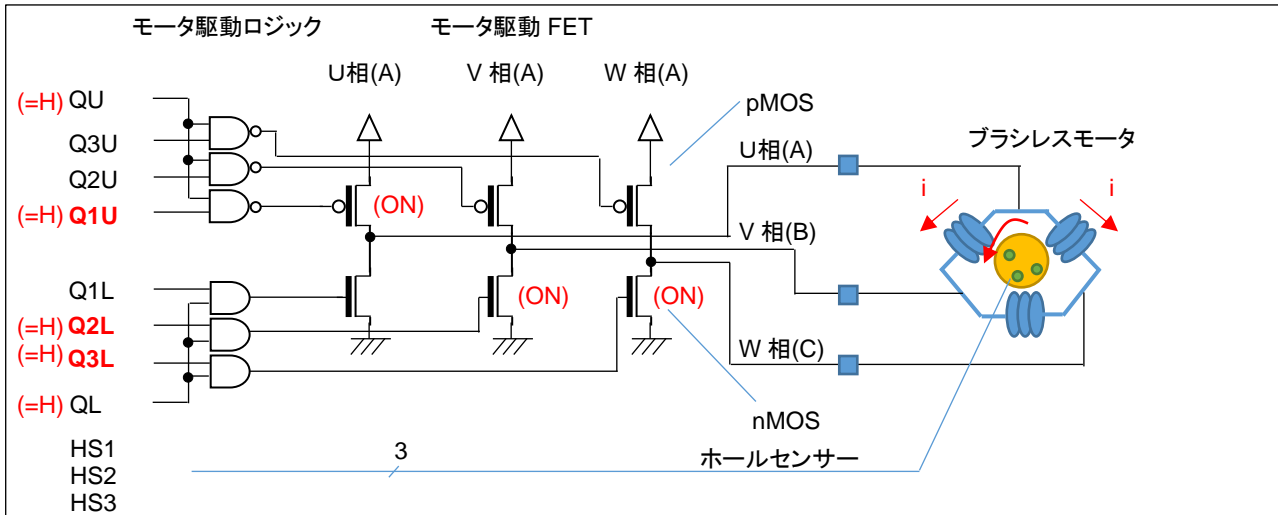 モータ駆動ロジック
モータ駆動 FET
U相(A)
V 相(A)
W 相(A)
(=H) QU
Q3U
Q2U
(=H) Q1U
pMOS
ブラシレスモータ
U相(A)
i
i
(ON)
V 相(B)
Q1L
(=H) Q2L
(=H) Q3L
(=H) QL
(ON)
(ON)
W 相(C)
nMOS
HS1
HS2
HS3
3
ホールセンサー